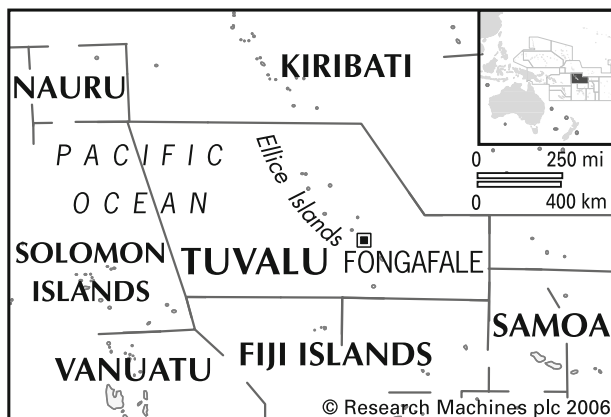 NAURU
KIRIBATI
PACIFIC
OCEAN
Ellice Islands
0 250 mi
0 400 km
SOLOMON
ISLANDS
TUVALU
FONGAFALE
VANUATU
FIJI ISLANDS
SAMOA
© Research Machines plc 2006